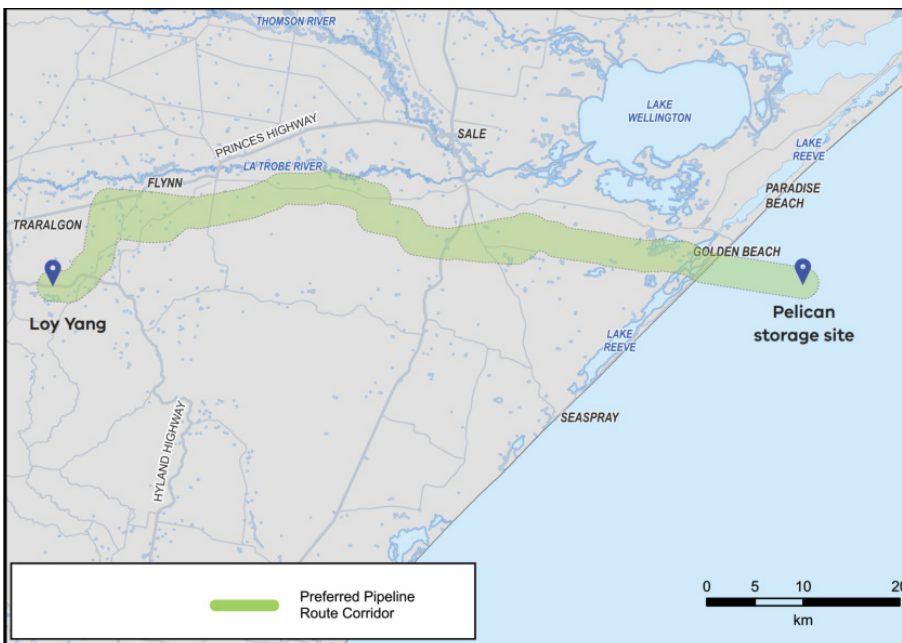 THOMSON RIVER
LAKE
WELLINGTON
PRINCES HIGHWAY
SALE
LAKE
REEVE
LA TROBE RIVER
FLYNN
PARADISE
BEACH
TRARALGON
GOLDEN BEACH
Loy Yang
Pelican
storage site
LAKE
REEVE
SEASPRAY
HYLAND HIGHWAY
Preferred Pipeline
Route Corridor
0 5 10 20
km